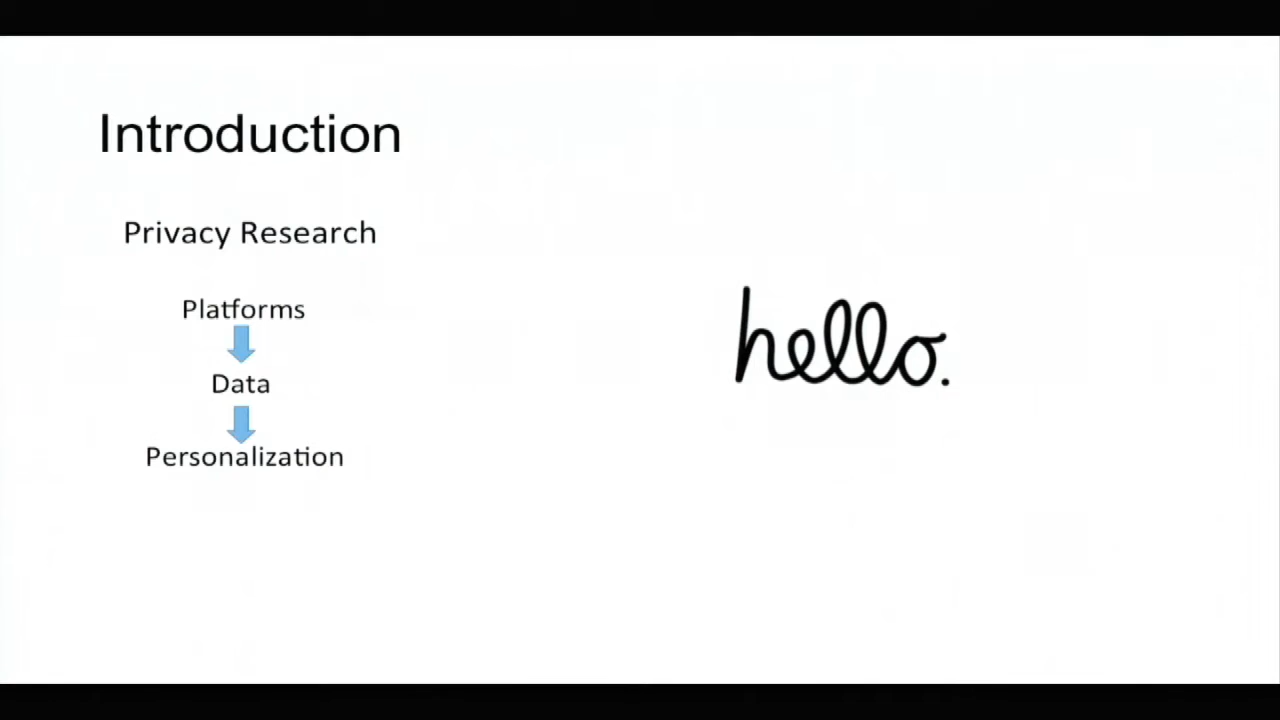 Introduction
Privacy Research
Platforms
Data
Personalization
hello.